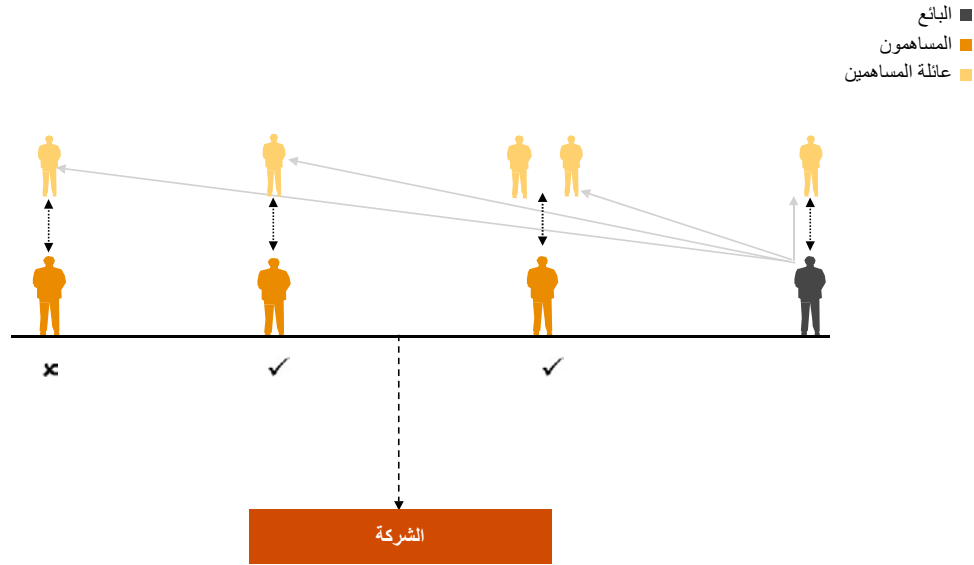 البائع
المساهمون
عائلة المساهمين
الشركة